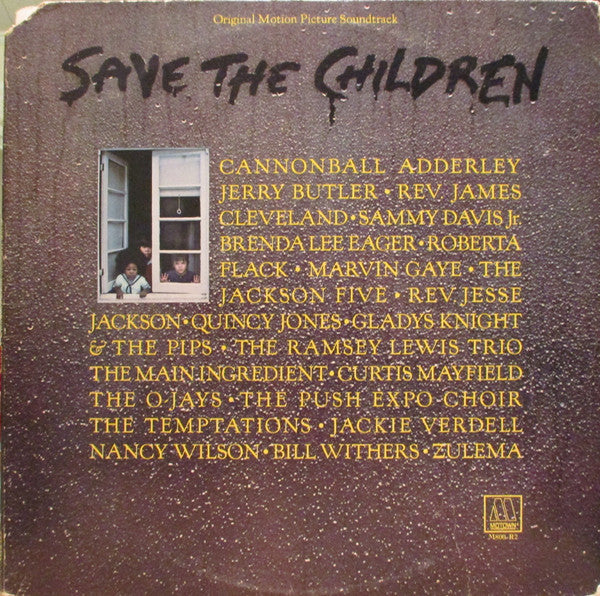 Original Motion Picture Soundtrack
SAVE THE CHILDREN
CANNONBALL ADDERLEY
JERRY BUTLER • REV. JAMES
CLEVELAND • SAMMY DAVIS Jr.
BRENDA LEE EAGER • ROBERTA
FLACK • MARVIN GAYE • THE
JACKSON FIVE • REV. JESSE
JACKSON • QUINCY JONES • GLADYS KNIGHT
& THE PIPS • THE RAMSEY LEWIS TRIO
THE MAIN INGREDIENT • CURTIS MAYFIELD
THE O'JAYS • THE PUSH EXPO CHOIR
THE TEMPTATIONS • JACKIE VERDELL
NANCY WILSON • BILL WITHERS • ZULEMA
M
MOTOWN
M800-R2